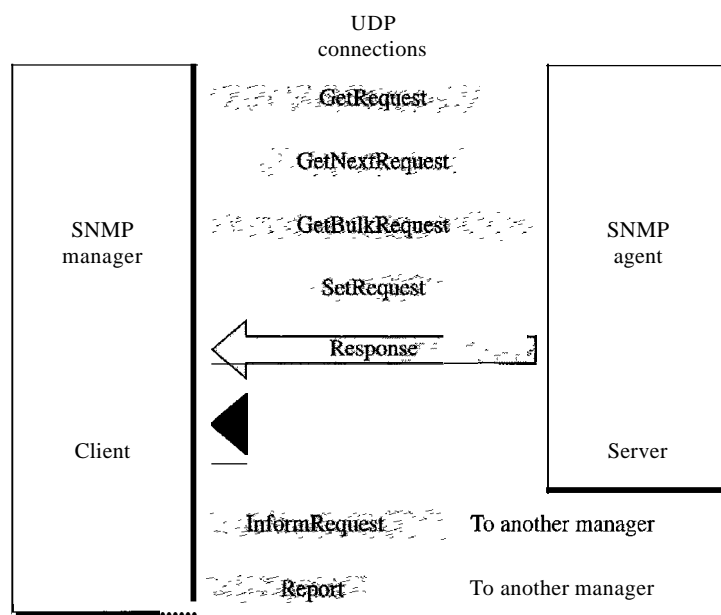 UDP
connections
GetRequest
GetNextRequest
GetBulkRequest
SNMP
manager
SNMP
agent
SetRequest
Response
Client
Server
InformRequest
To another manager
Report
To another manager